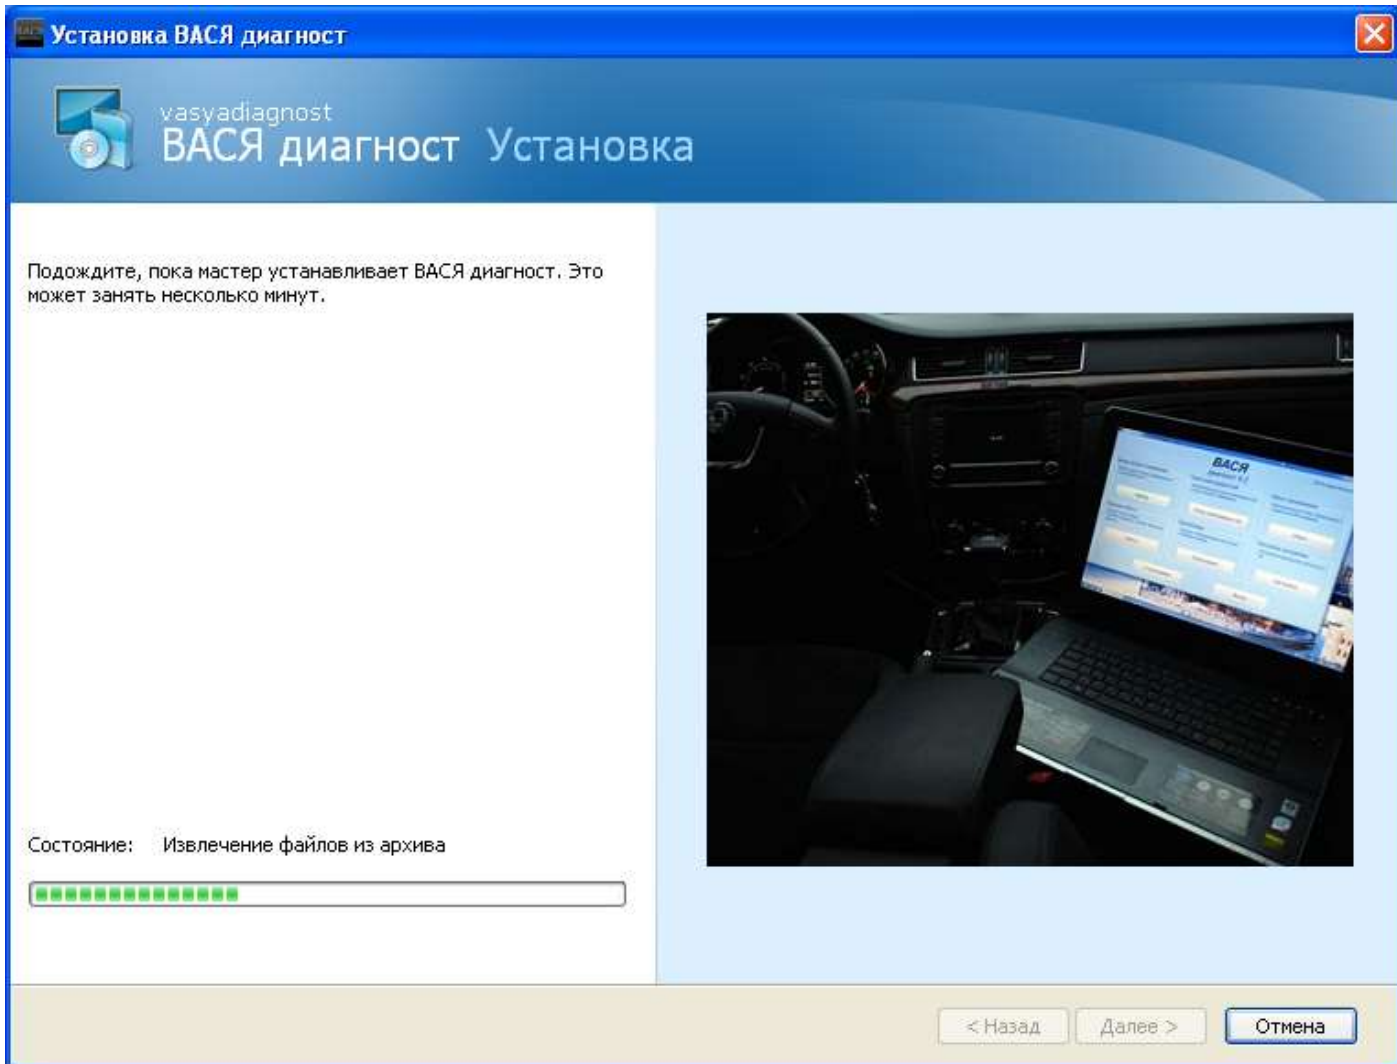 Установка ВАСЯ диагност
vasyadiagnost
ВАСЯ диагност Установка
Подождите, пока мастер устанавливает ВАСЯ диагност. Это
может занять несколько минут.
ВАСЯ
Состояние: Извлечение файлов из архива
< Назад
Далее >
Отмена